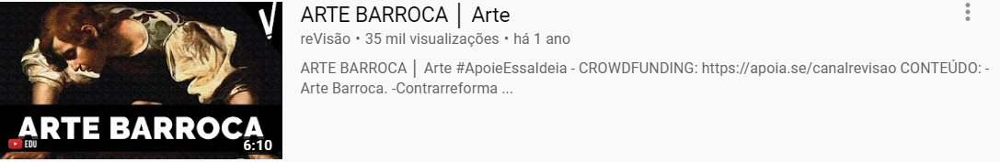 ARTE BARROCA
EDU
6:10
ARTE BARROCA │ Arte
reVisão • 35 mil visualizações • há 1 ano
ARTE BARROCA │ Arte #ApoieEssaIdeia - CROWDFUNDING: https://apoia.se/canalrevisao CONTEÚDO: -
Arte Barroca. -Contrarreforma ...